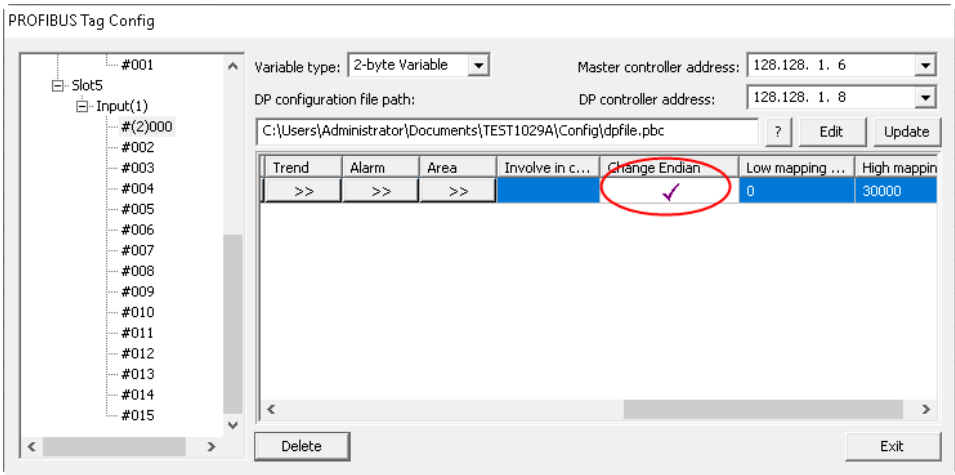 PROFIBUS Tag Config
#001
Slot5
Input(1)
#(2)000
#002
#003
#004
#005
#006
#007
#008
#009
#010
#011
#012
#013
#014
#015
Variable type: 2-byte Variable
Master controller address: 128.128. 1. 6
DP configuration file path:
DP controller address: 128.128. 1. 8
C:\Users\Administrator\Documents\TEST1029A\Config\dpfile.pbc ? Edit Update
Trend Alarm Area Involve in c... Change Endian Low mapping ... High mappin
>> >> >> 0 30000
Delete Exit